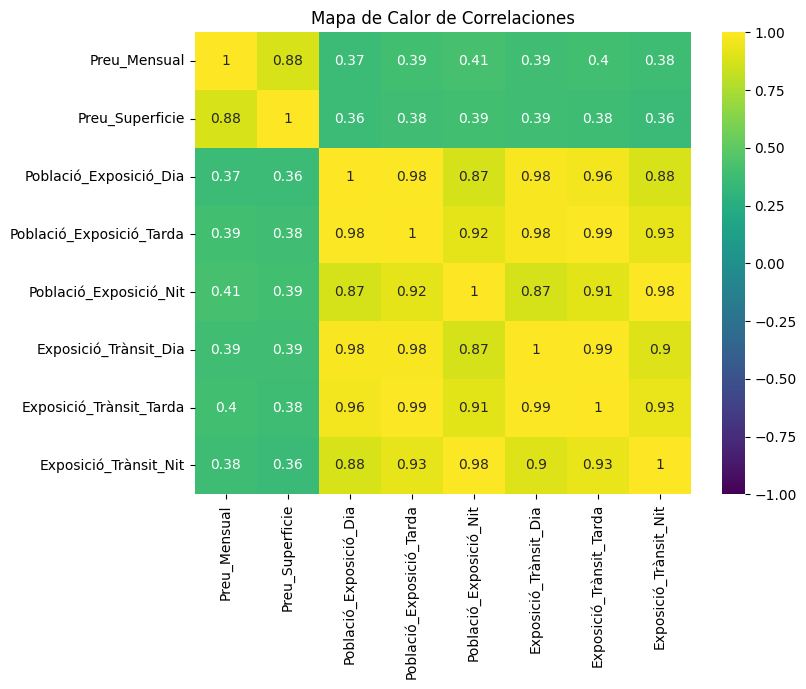 Mapa de Calor de Correlaciones
Preu_Mensual 1 0.88 0.37 0.39 0.41 0.39 0.4 0.38
Preu_Superficie 0.88 1 0.36 0.38 0.39 0.39 0.38 0.36
Població_Exposició_Dia 0.37 0.36 1 0.98 0.87 0.98 0.96 0.88
Població_Exposició_Tarda 0.39 0.38 0.98 1 0.92 0.98 0.99 0.93
Població_Exposició_Nit 0.41 0.39 0.87 0.92 1 0.87 0.91 0.98
Exposició_Trànsit_Dia 0.39 0.39 0.98 0.98 0.87 1 0.99 0.9
Exposició_Trànsit_Tarda 0.4 0.38 0.96 0.99 0.91 0.99 1 0.93
Exposició_Trànsit_Nit 0.38 0.36 0.88 0.93 0.98 0.9 0.93 1
Preu_Mensual
Preu_Superficie
Població_Exposició_Dia
Població_Exposició_Tarda
Població_Exposició_Nit
Exposició_Trànsit_Dia
Exposició_Trànsit_Tarda
Exposició_Trànsit_Nit
1.00
0.75
0.50
0.25
0.00
−0.25
−0.50
−0.75
−1.00